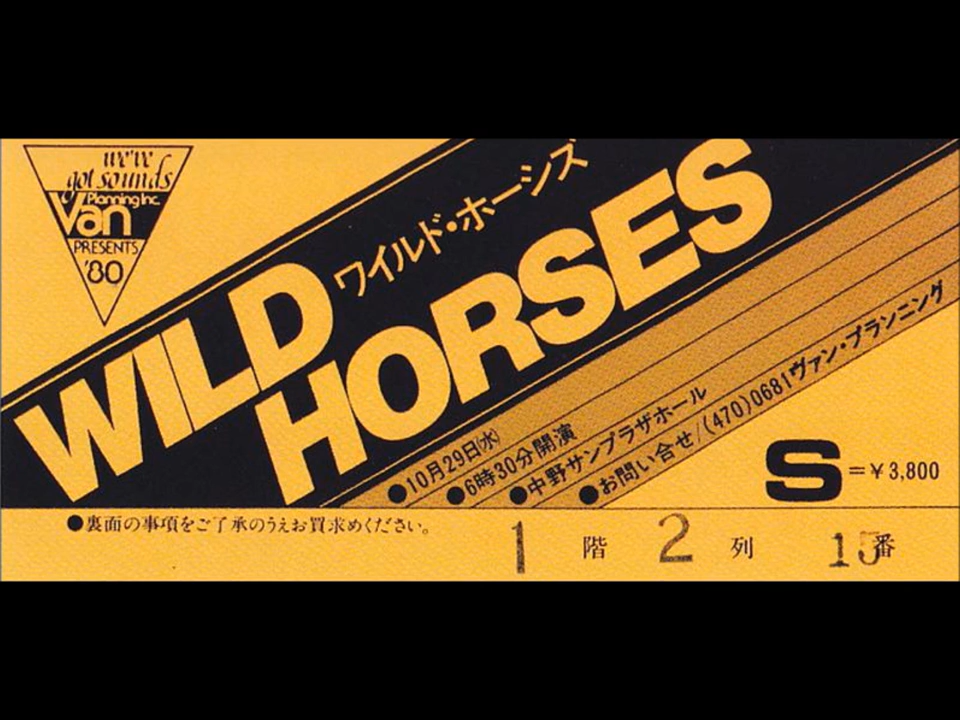 we've
got sounds
Planning Inc.
Van
PRESENTS
'80
ワイルド・ホーシズ
WILD
HORSES
●10月29日(水)
●6時30分開演
●中野サンプラザホール
●お問い合せ/(470)0681ヴァン・プランニング
S=¥3,800
●裏面の事項をご了承のうえお買求めください。
1階 2列 15番